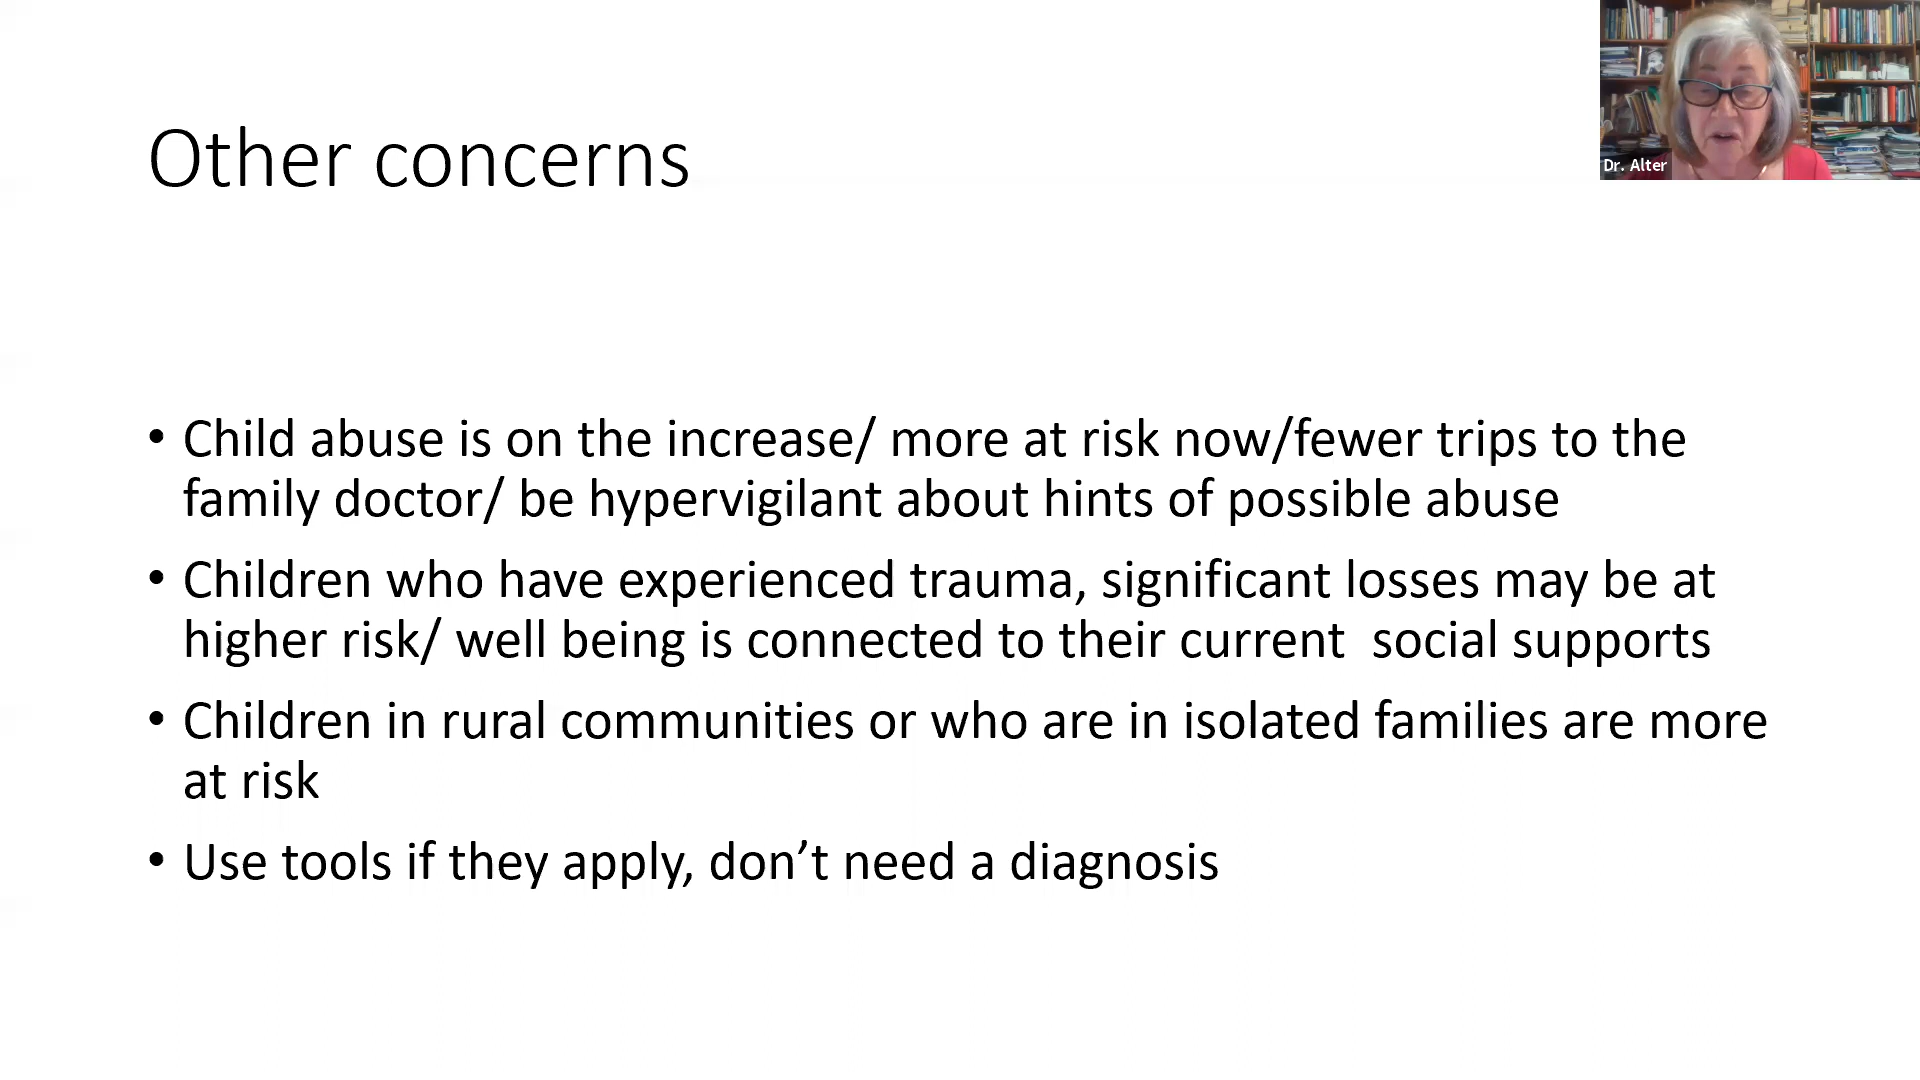 Other concerns
Dr. Alter
• Child abuse is on the increase/ more at risk now/fewer trips to the
family doctor/ be hypervigilant about hints of possible abuse
• Children who have experienced trauma, significant losses may be at
higher risk/ well being is connected to their current  social supports
• Children in rural communities or who are in isolated families are more
at risk
• Use tools if they apply, don’t need a diagnosis